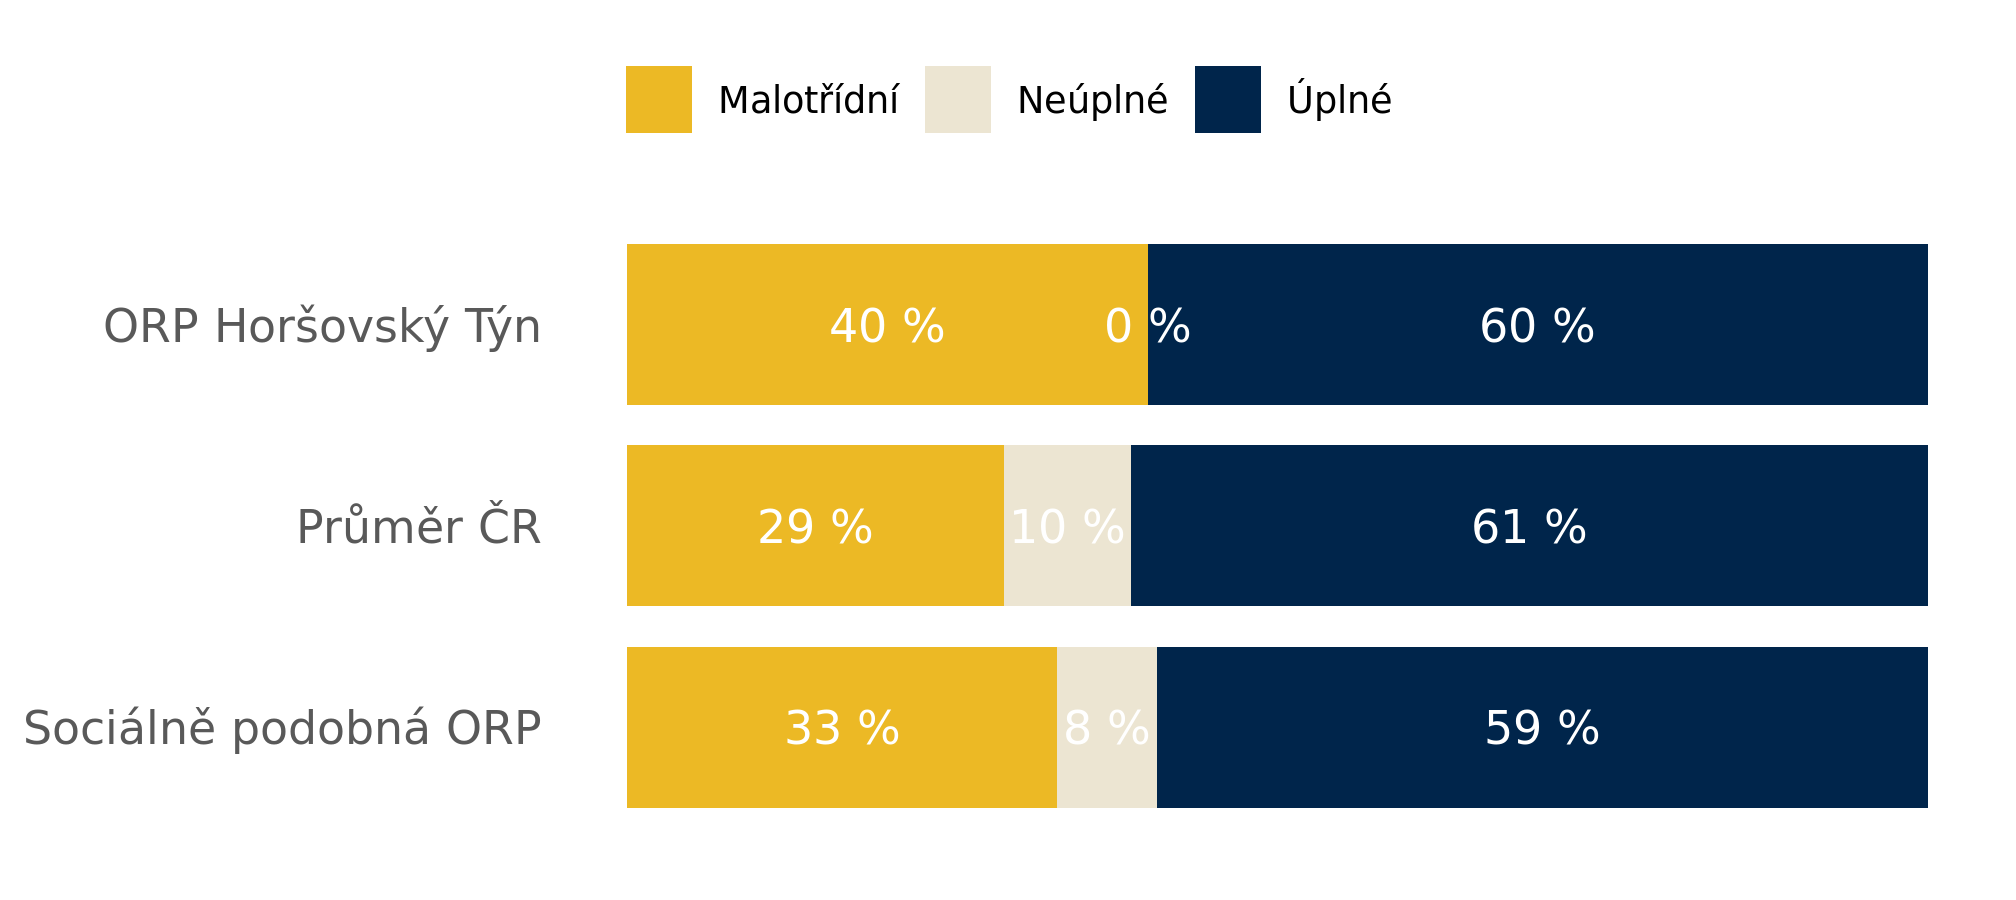 Malotřídní Neúplné Úplné
ORP Horšovský Týn 40 % 0 % 60 %
Průměr ČR 29 % 10 % 61 %
Sociálně podobná ORP 33 % 8 % 59 %